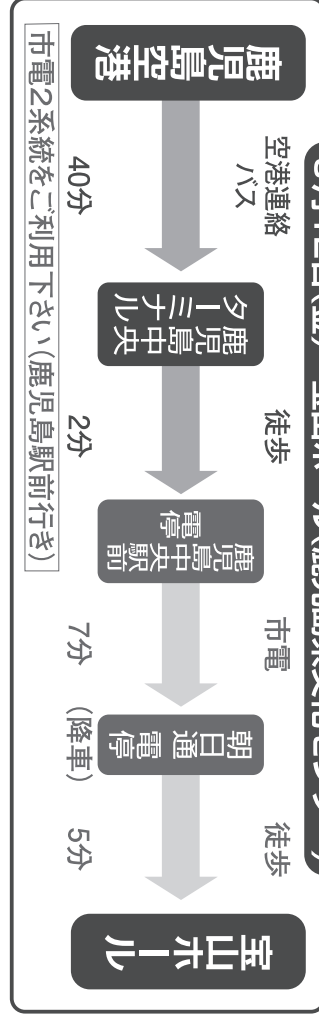 鹿児島空港
空港連絡
バス
40分
鹿児島中央
ターミナル
徒歩
2分
鹿児島中央駅前
電停
市電
7分
朝日通
電停
(降車)
徒歩
5分
宝山ホール
市電2系統をご利用下さい(鹿児島駅前行き)